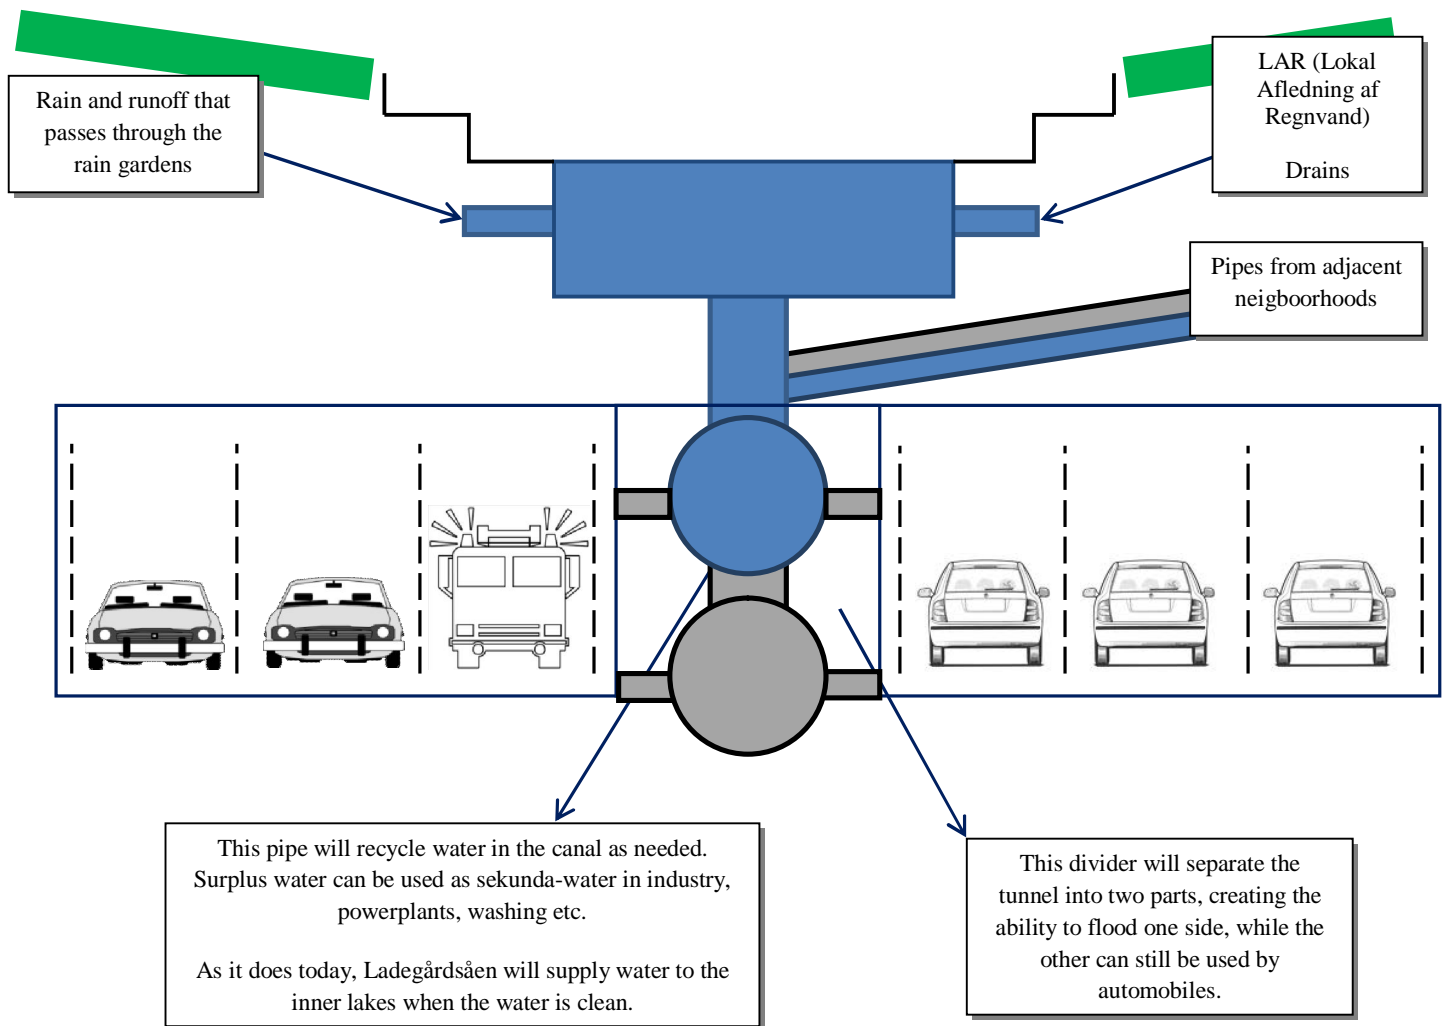 Rain and runoff that
passes through the
rain gardens
LAR (Lokal
Afledning af
Regnvand)
Drains
Pipes from adjacent
neigboorhoods
This pipe will recycle water in the canal as needed.
Surplus water can be used as sekunda-water in industry,
powerplants, washing etc.
As it does today, Ladegårdsåen will supply water to the
inner lakes when the water is clean.
This divider will separate the
tunnel into two parts, creating the
ability to flood one side, while the
other can still be used by
automobiles.